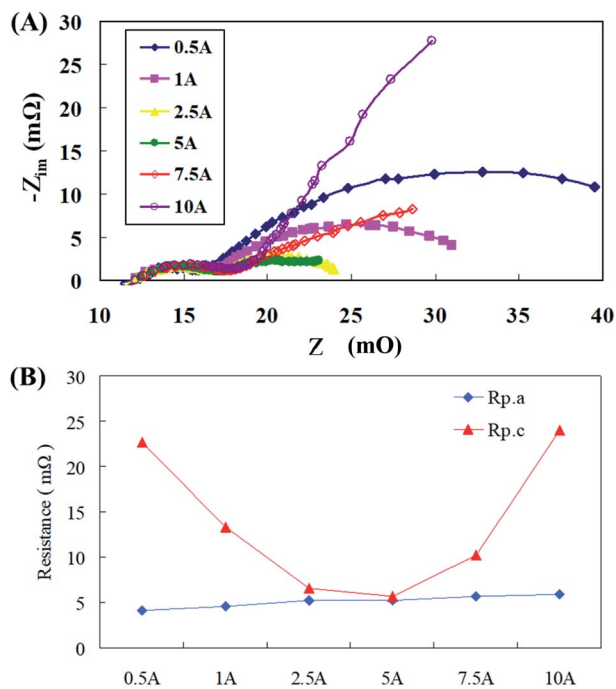 (A)
30
25
20
15
10
5
0
-Z_im (mΩ)
0.5A
1A
2.5A
5A
7.5A
10A
10 15 20 25 30 35 40
Z (mO)
(B)
30
25
20
15
10
5
0
Resistance ( mΩ )
Rp.a
Rp.c
0.5A 1A 2.5A 5A 7.5A 10A